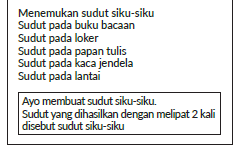 Menemukan sudut siku-siku
Sudut pada buku bacaan
Sudut pada loker
Sudut pada papan tulis
Sudut pada kaca jendela
Sudut pada lantai
Ayo membuat sudut siku-siku.
Sudut yang dihasilkan dengan melipat 2 kali
disebut sudut siku-siku